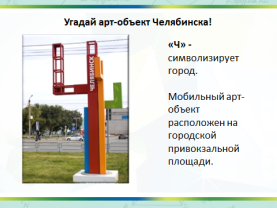 Угадай арт-объект Челябинска!
«Ч» -
символизирует
город.
Мобильный арт-
объект
расположен на
городской
привокзальной
площади.
ЧЕЛЯБИНСК